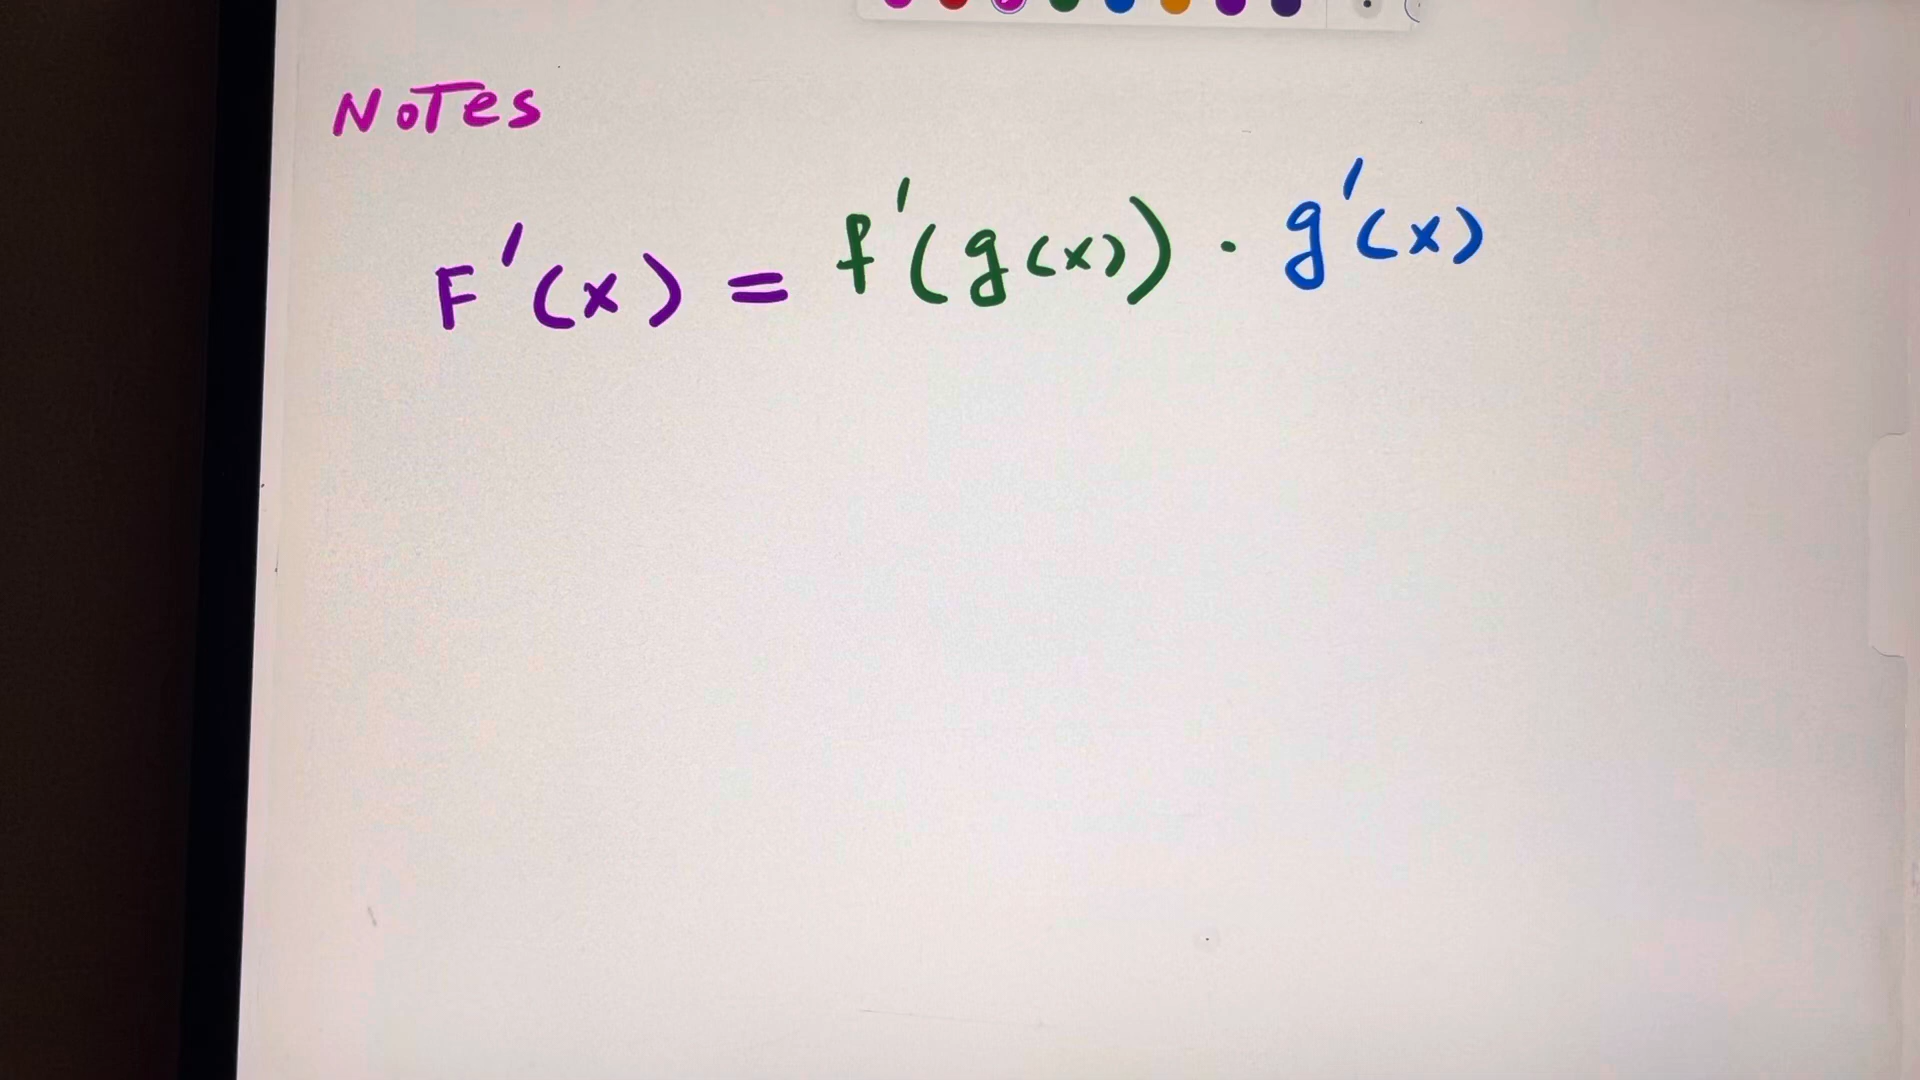 NOTES
F'(x) = f'(g(x)) · g'(x)